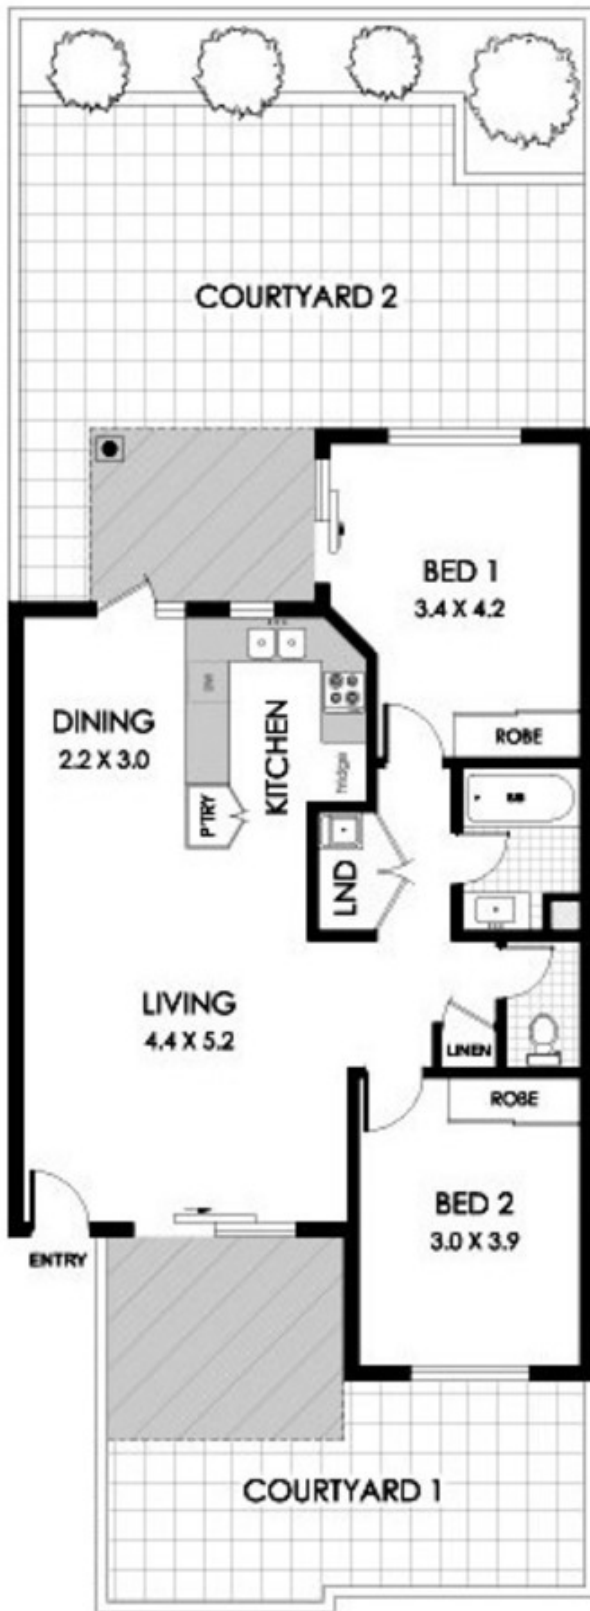 COURTYARD 2
BED 1
3.4 X 4.2
DINING
2.2 X 3.0
KITCHEN
fridge
P'TRY
ROBE
LND
LIVING
4.4 X 5.2
LINEN
ROBE
BED 2
3.0 X 3.9
ENTRY
COURTYARD 1